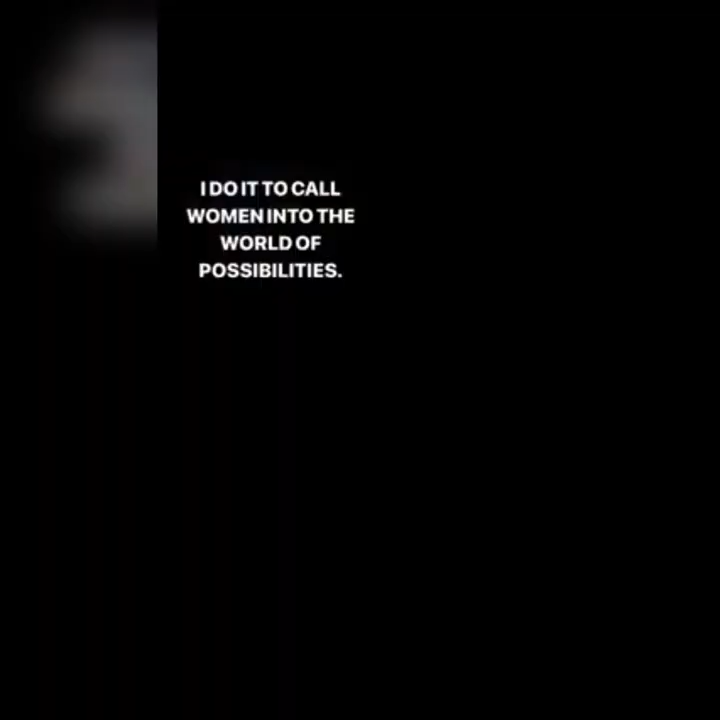 I DO IT TO CALL
WOMEN INTO THE
WORLD OF
POSSIBILITIES.